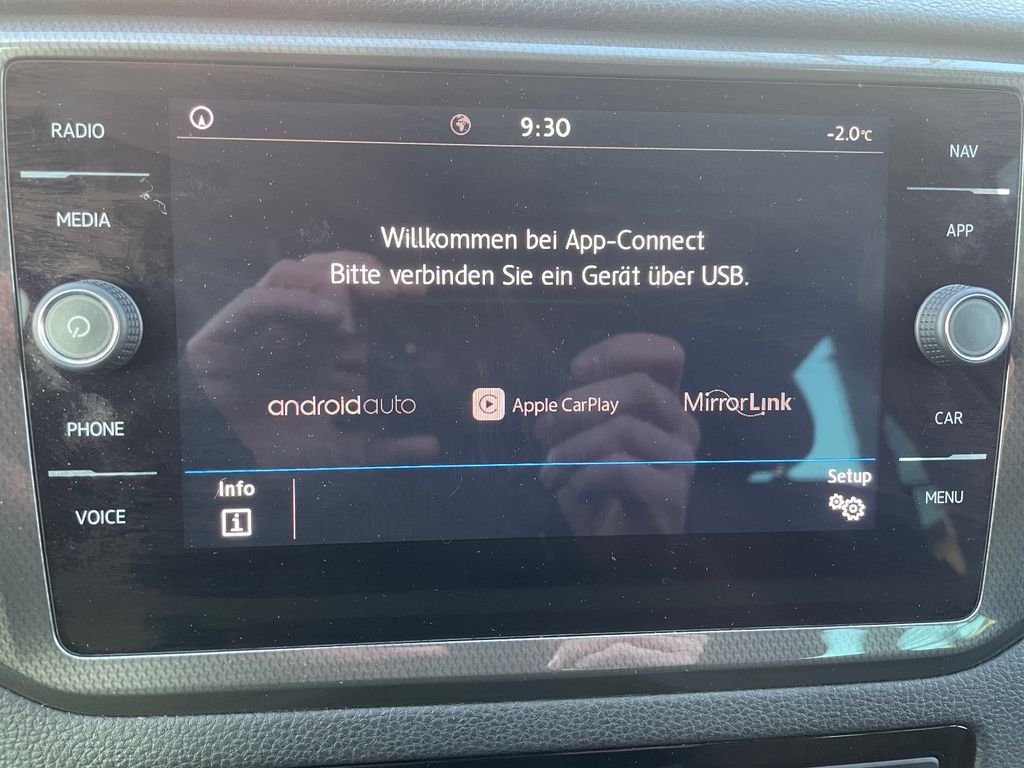 RADIO
MEDIA
PHONE
VOICE
9:30
-2.0°C
Willkommen bei App-Connect
Bitte verbinden Sie ein Gerät über USB.
androidauto
Apple CarPlay
MirrorLink
Info
i
Setup
NAV
APP
CAR
MENU